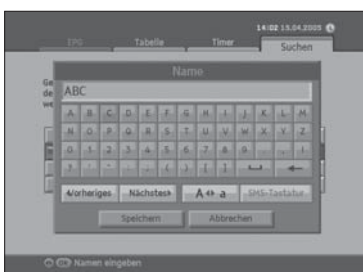 14:02 15.04.2005
EPG Tabelle Timer Suchen
Name
ABC
A B C D E F G H I J K L M
N O P Q R S T U V W X Y Z
0 1 2 3 4 5 6 7 8 9
Vorheriges Nächstes A a SMS-Tastatur
Speichern Abbrechen
OK Namen eingeben